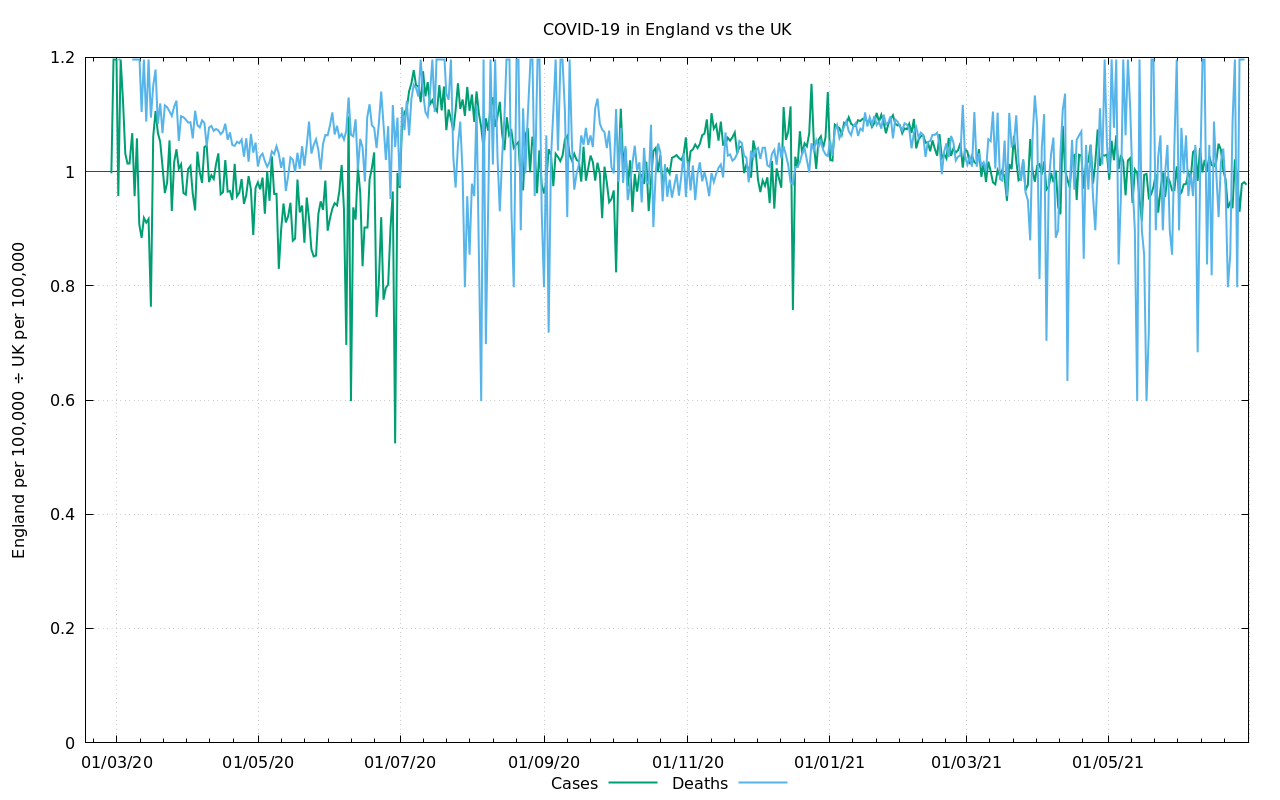 COVID-19 in England vs the UK
England per 100,000 ÷ UK per 100,000
1.2
1
0.8
0.6
0.4
0.2
0
01/03/20 01/05/20 01/07/20 01/09/20 01/11/20 01/01/21 01/03/21 01/05/21
Cases Deaths